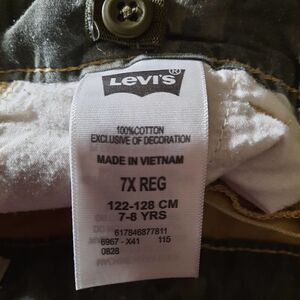 Levi's®
100%COTTON
EXCLUSIVE OF DECORATION
MADE IN VIETNAM
7X REG
122-128 CM
7-8 YRS
617846877811
6967 - X41 115
0828